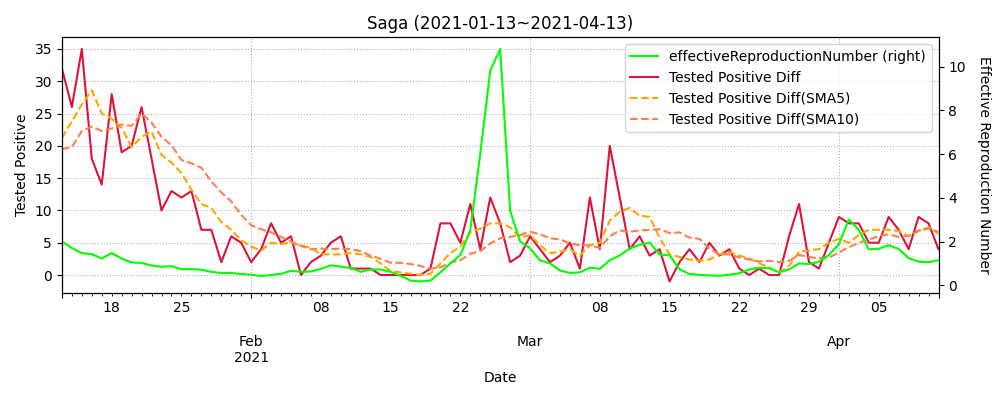 Saga (2021-01-13~2021-04-13)
effectiveReproductionNumber (right)
Tested Positive Diff
Tested Positive Diff(SMA5)
Tested Positive Diff(SMA10)
Tested Positive
35
30
25
20
15
10
5
0
Effective Reproduction Number
10
8
6
4
2
0
18
25
08
15
22
08
15
22
29
05
Feb
2021
Mar
Apr
Date